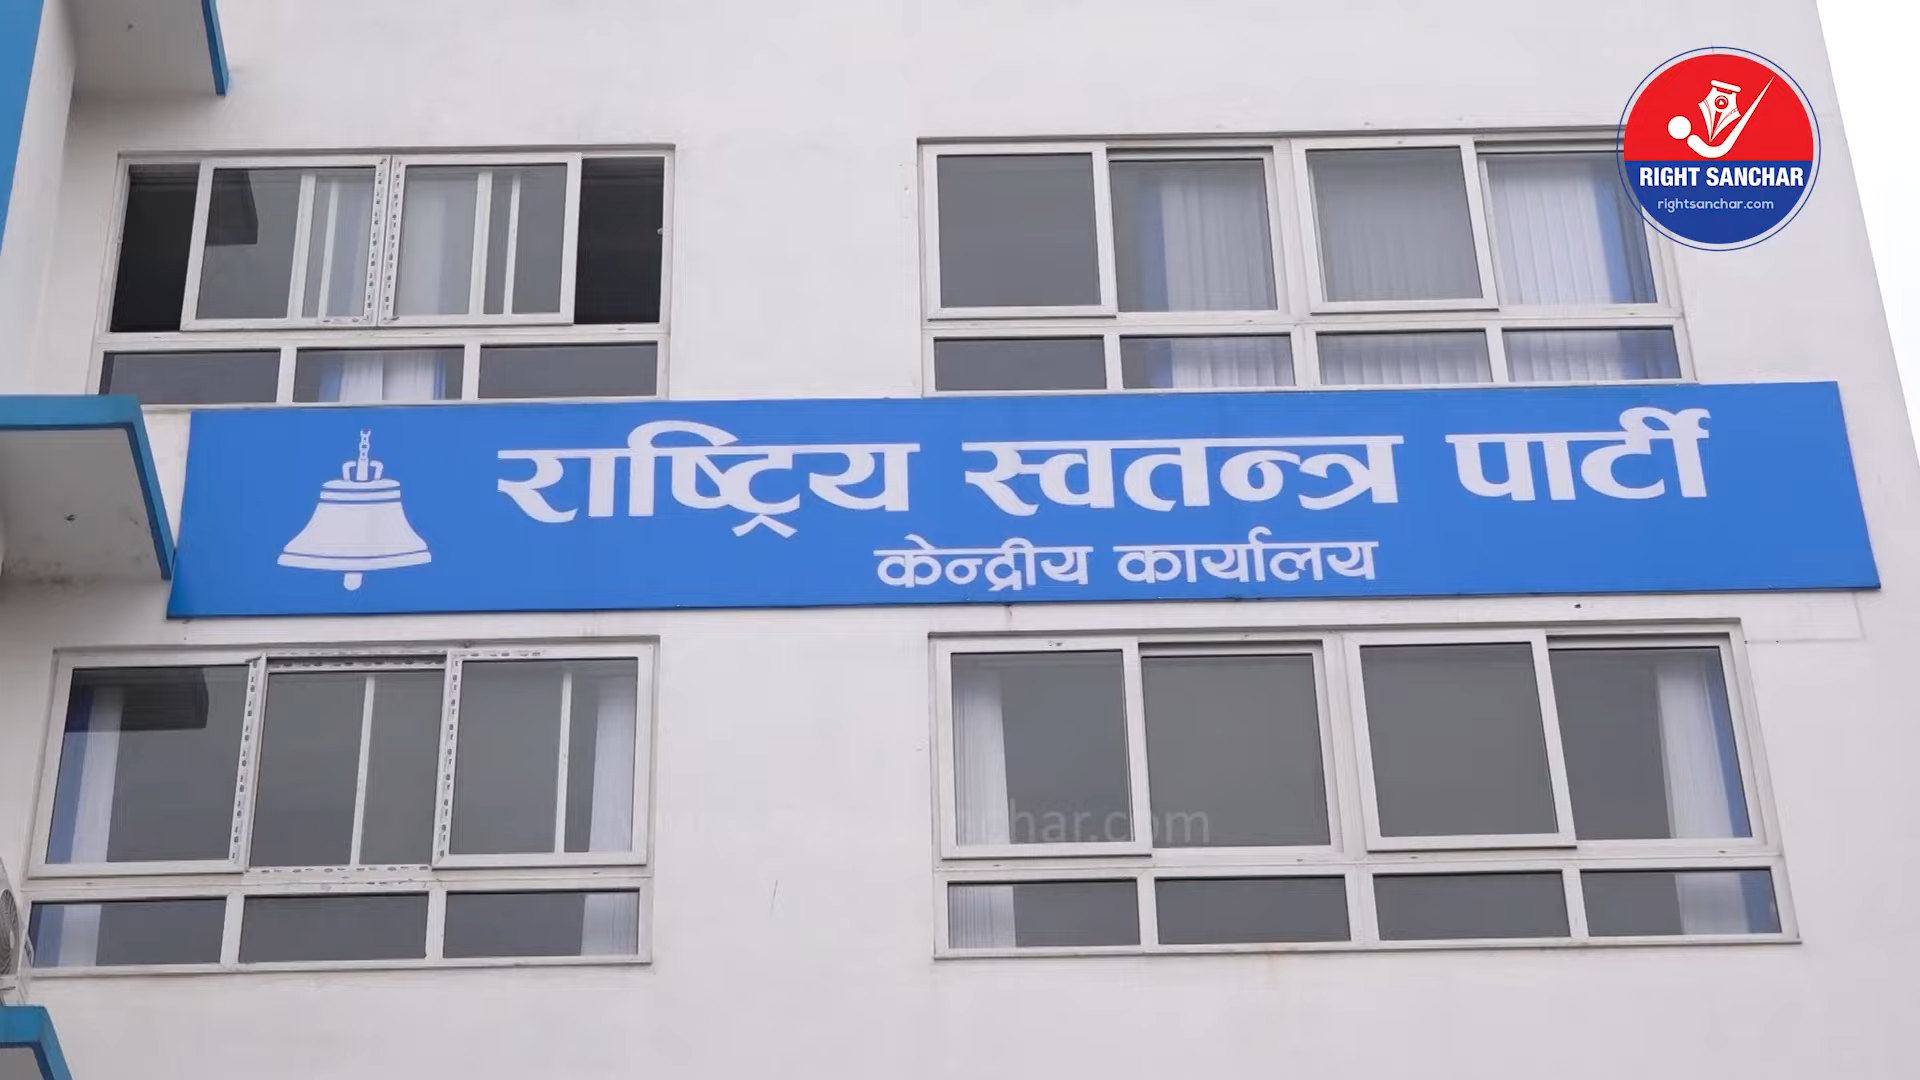 RIGHT SANCHAR
rightsanchar.com
राष्ट्रिय स्वतन्त्र पार्टी
केन्द्रीय कार्यालय